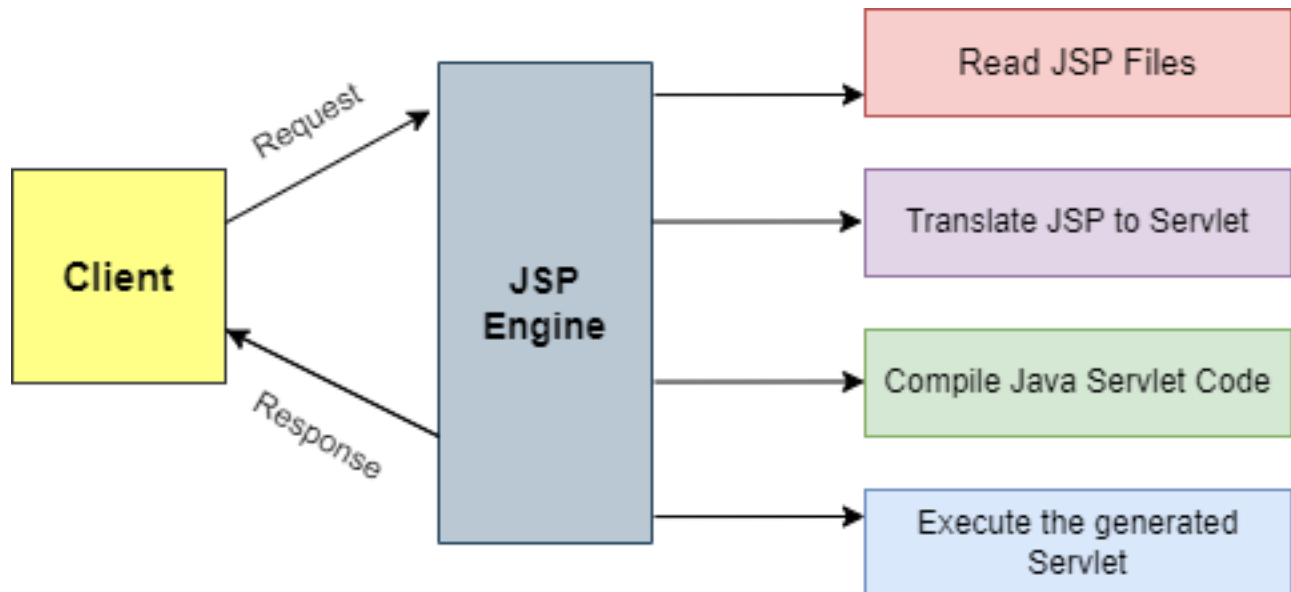 Request
Client
Response
JSP
Engine
Read JSP Files
Translate JSP to Servlet
Compile Java Servlet Code
Execute the generated
Servlet